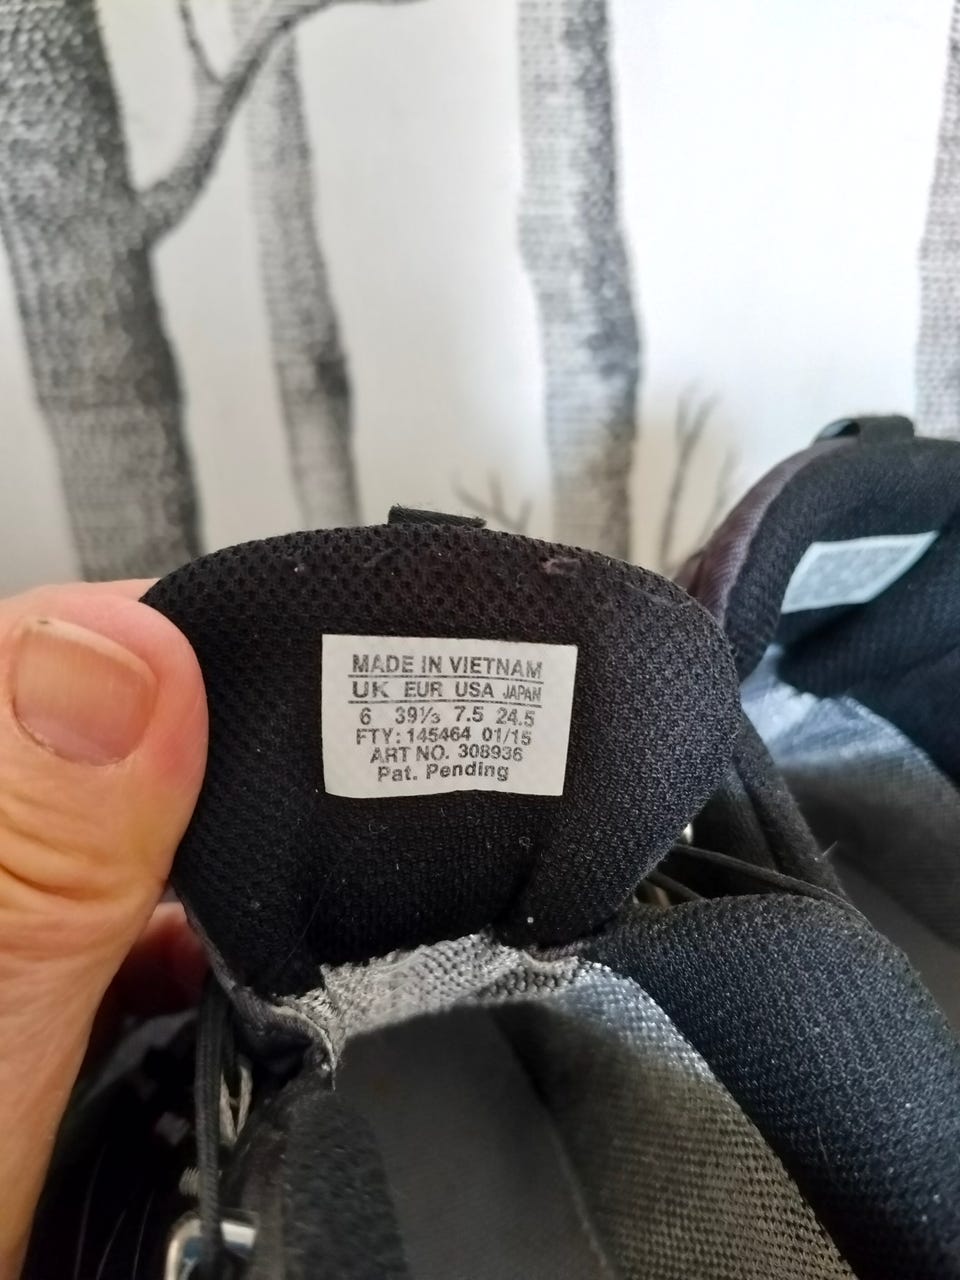 MADE IN VIETNAM
UK EUR USA JAPAN
6 39⅓ 7.5 24.5
FTY: 145464 01/15
ART NO. 308936
Pat. Pending